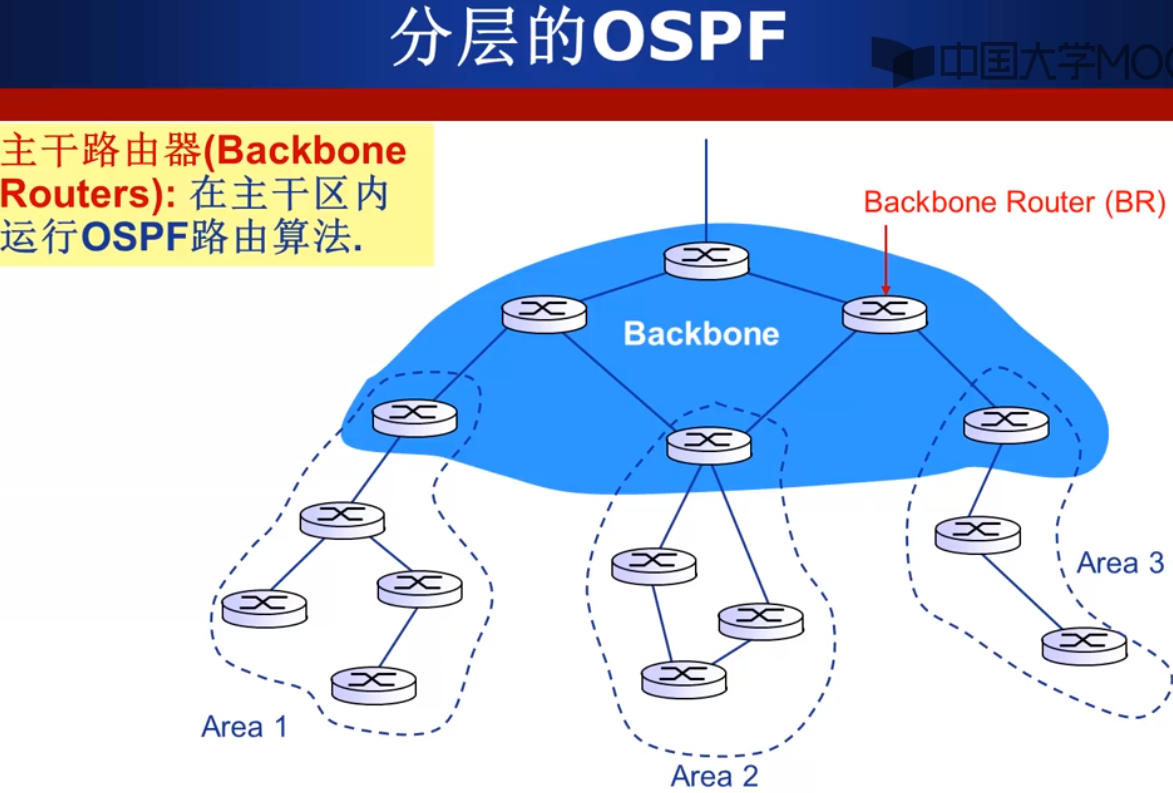 分层的OSPF
中国大学MOO
主干路由器(Backbone
Routers): 在主干区内
运行OSPF路由算法.
Backbone Router (BR)
Backbone
Area 3
Area 1
Area 2